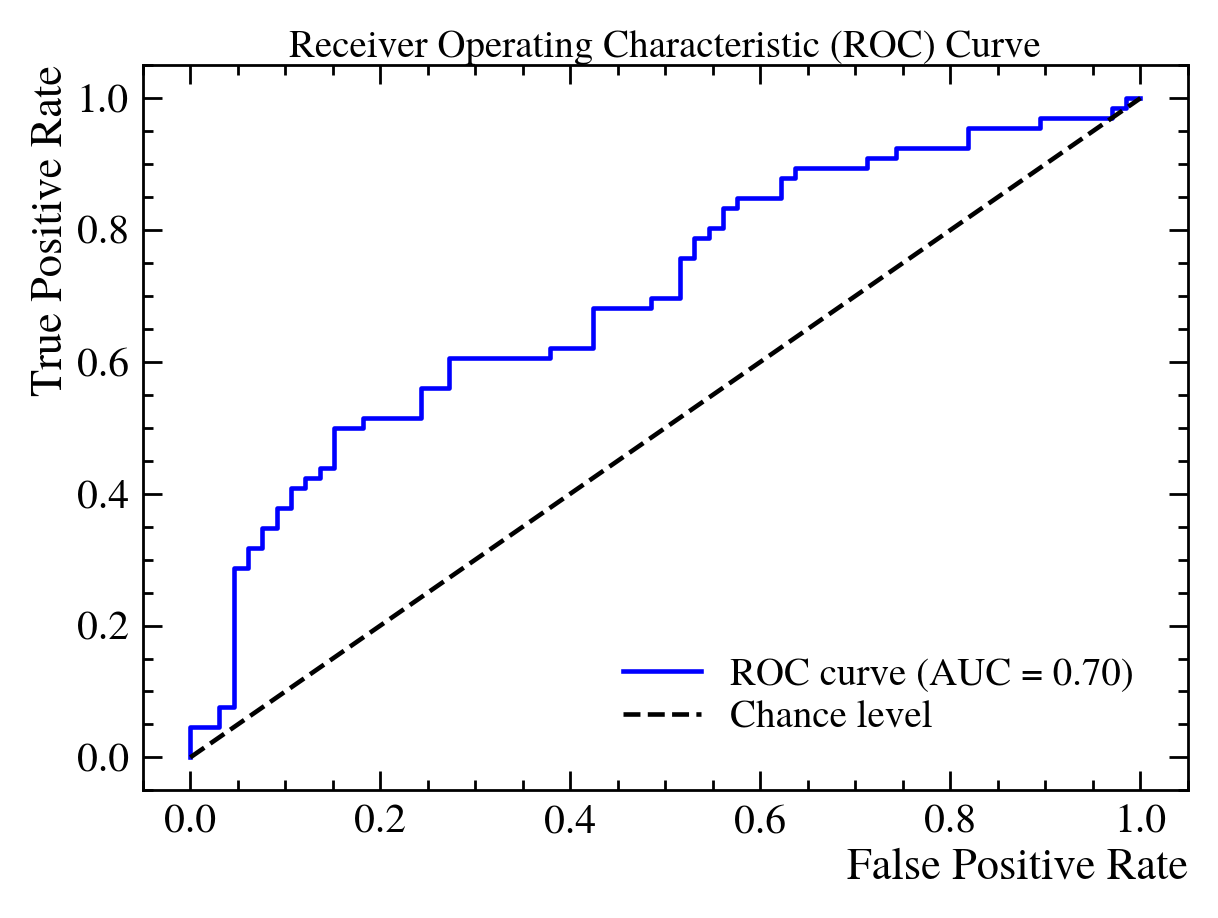 Receiver Operating Characteristic (ROC) Curve
True Positive Rate
1.0
0.8
0.6
0.4
0.2
0.0
ROC curve (AUC = 0.70)
Chance level
0.0 0.2 0.4 0.6 0.8 1.0
False Positive Rate